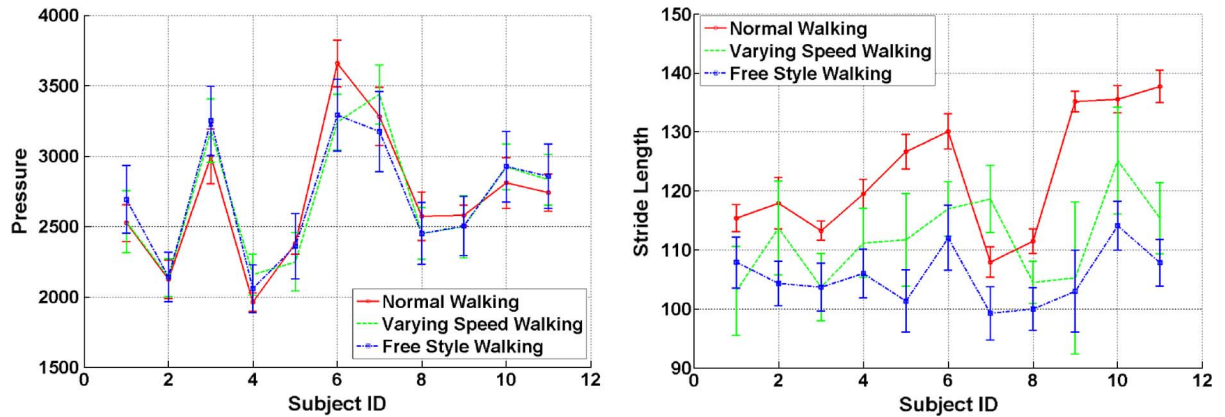 4000
3500
3000
2500
2000
1500
0
2
4
6
8
10
12
Pressure
Subject ID
Normal Walking
Varying Speed Walking
Free Style Walking
150
140
130
120
110
100
90
0
2
4
6
8
10
12
Stride Length
Subject ID
Normal Walking
Varying Speed Walking
Free Style Walking